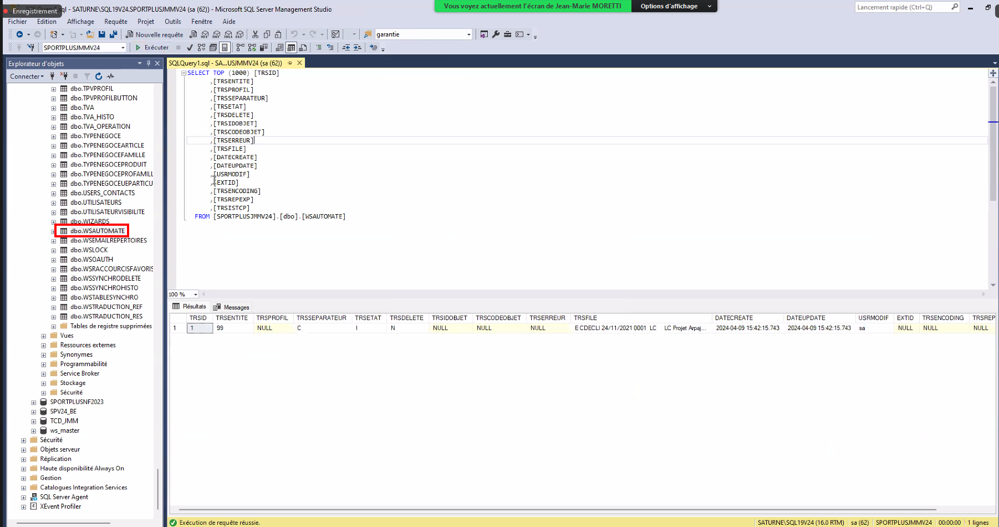 Enregistrement
.sql - SATURNE\SQL19V24.SPORTPLUSJMMV24 (sa (62)) - Microsoft SQL Server Management Studio
Vous voyez actuellement l'écran de Jean-Marie MORETTI
Options d'affichage
Lancement rapide (Ctrl+Q)
Fichier Edition Affichage Requête Projet Outils Fenêtre Aide
Nouvelle requête
garantie
SPORTPLUSJMMV24
Exécuter
Explorateur d'objets
Connecter
dbo.TPVPROFIL
dbo.TPVPROFILBUTTON
dbo.TVA
dbo.TVA_HISTO
dbo.TVA_OPERATION
dbo.TYPENEGOCE
dbo.TYPENEGOCEARTICLE
dbo.TYPENEGOCEFAMILLE
dbo.TYPENEGOCEPRODUIT
dbo.TYPENEGOCEPROFAMILL
dbo.TYPENEGOCEUEPARTICU
dbo.USERS_CONTACTS
dbo.UTILISATEURS
dbo.UTILISATEURVISIBILITE
dbo.WIZARDS
dbo.WSAUTOMATE
dbo.WSEMAILREPERTOIRES
dbo.WSLOCK
dbo.WSOAUTH
dbo.WSRACCOURCISFAVORIS
dbo.WSSYNCHRODELETE
dbo.WSSYNCHROHISTO
dbo.WSTABLESYNCHRO
dbo.WSTRADUCTION_REF
dbo.WSTRADUCTION_RES
Tables de registre supprimées
Vues
Ressources externes
Synonymes
Programmabilité
Service Broker
Stockage
Sécurité
SPORTPLUSNF2023
SPV24_BE
TCD_JMM
ws_master
Sécurité
Objets serveur
Réplication
Haute disponibilité Always On
Gestion
Catalogues Integration Services
SQL Server Agent
XEvent Profiler
SQLQuery1.sql - SA...USJMMV24 (sa (62))
SELECT TOP (1000) [TRSID]
,[TRSENTITE]
,[TRSPROFIL]
,[TRSSEPARATEUR]
,[TRSETAT]
,[TRSDELETE]
,[TRSIDOBJET]
,[TRSCODEOBJET]
,[TRSERREUR]
,[TRSFILE]
,[DATECREATE]
,[DATEUPDATE]
,[USRMODIF]
,[EXTID]
,[TRSENCODING]
,[TRSREPEXP]
,[TRSISTCP]
FROM [SPORTPLUSJMMV24].[dbo].[WSAUTOMATE]
100 %
Résultats Messages
TRSID TRSENTITE TRSPROFIL TRSSEPARATEUR TRSETAT TRSDELETE TRSIDOBJET TRSCODEOBJET TRSERREUR TRSFILE DATECREATE DATEUPDATE USRMODIF EXTID TRSENCODING TRSREP
1 1 99 NULL C I N NULL NULL NULL E CDECLI 24/11/2021 0001 LC LC Projet Arpaj... 2024-04-09 15:42:15.743 2024-04-09 15:42:15.743 sa NULL NULL NULL
Exécution de requête réussie.
SATURNE\SQL19V24 (16.0 RTM) sa (62) SPORTPLUSJMMV24 00:00:00 1 lignes